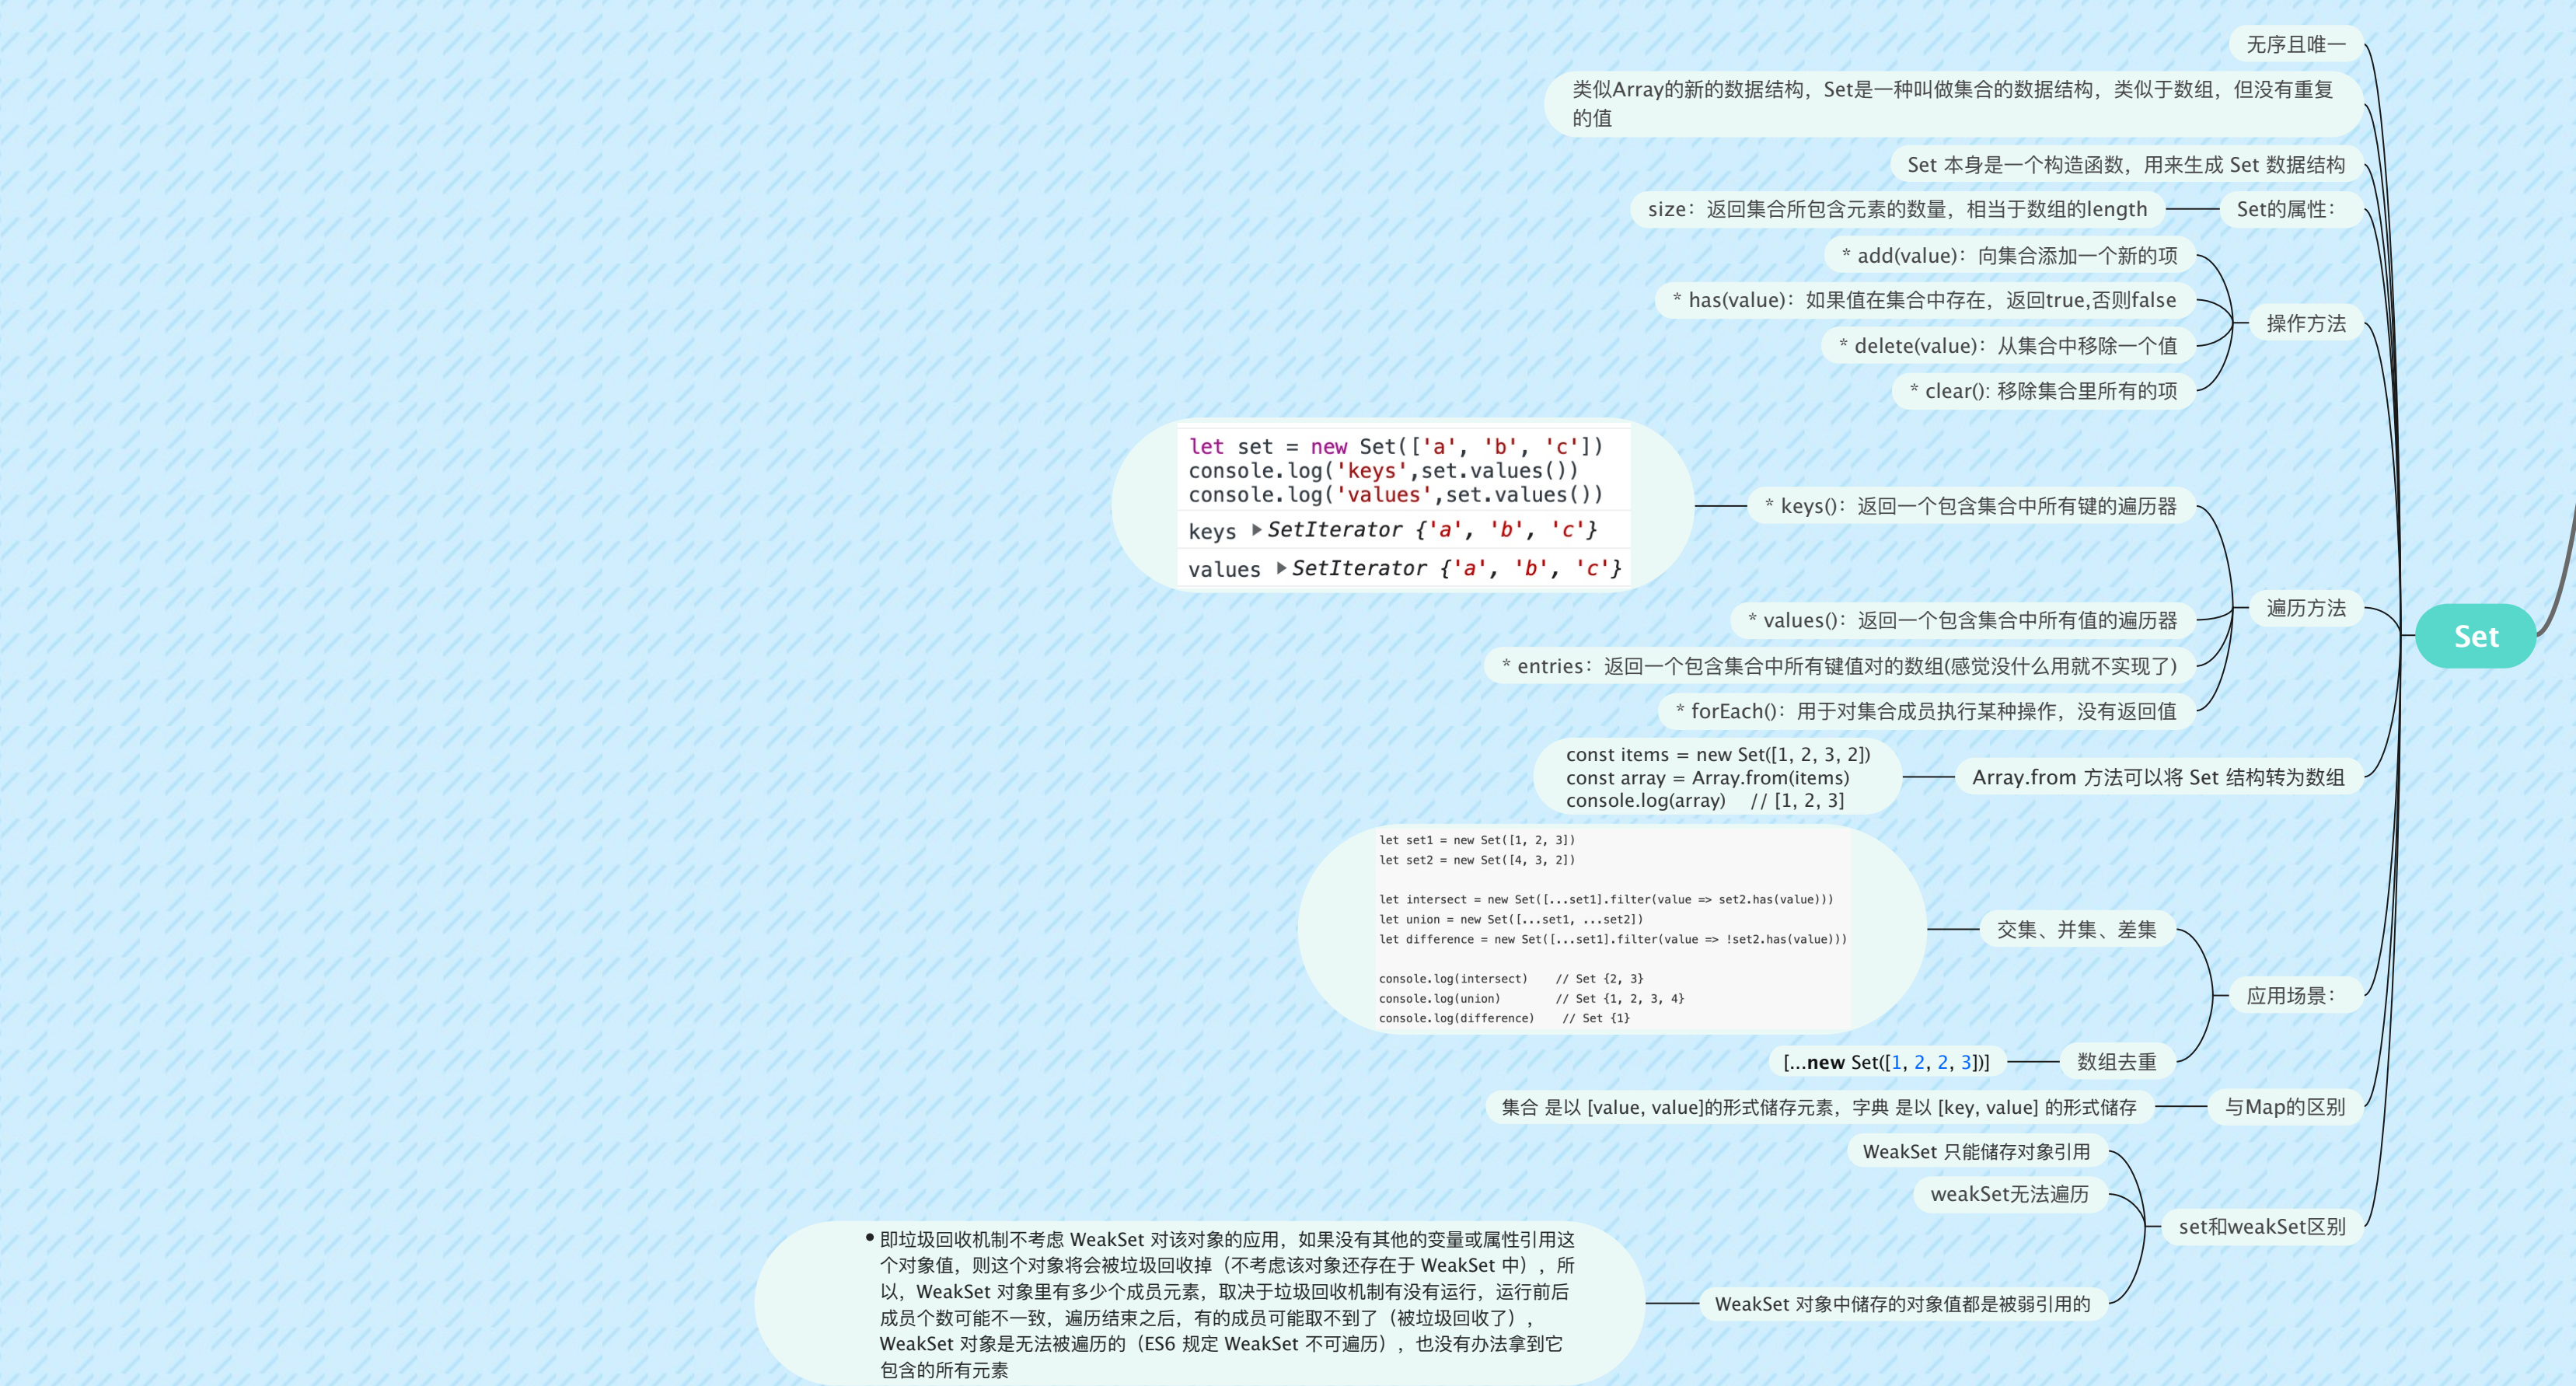 无序且唯一
类似Array的新的数据结构，Set是一种叫做集合的数据结构，类似于数组，但没有重复
的值
Set 本身是一个构造函数，用来生成 Set 数据结构
Set的属性：
size：返回集合所包含元素的数量，相当于数组的length
操作方法
* add(value)：向集合添加一个新的项
* has(value)：如果值在集合中存在，返回true,否则false
* delete(value)：从集合中移除一个值
* clear(): 移除集合里所有的项
遍历方法
* keys()：返回一个包含集合中所有键的遍历器
let set = new Set(['a', 'b', 'c'])
console.log('keys',set.values())
console.log('values',set.values())
keys ▶SetIterator {'a', 'b', 'c'}
values ▶SetIterator {'a', 'b', 'c'}
* values()：返回一个包含集合中所有值的遍历器
* entries：返回一个包含集合中所有键值对的数组(感觉没什么用就不实现了)
* forEach()：用于对集合成员执行某种操作，没有返回值
Set
Array.from 方法可以将 Set 结构转为数组
const items = new Set([1, 2, 3, 2])
const array = Array.from(items)
console.log(array) // [1, 2, 3]
应用场景：
交集、并集、差集
let set1 = new Set([1, 2, 3])
let set2 = new Set([4, 3, 2])
let intersect = new Set([...set1].filter(value => set2.has(value)))
let union = new Set([...set1, ...set2])
let difference = new Set([...set1].filter(value => !set2.has(value)))
console.log(intersect) // Set {2, 3}
console.log(union) // Set {1, 2, 3, 4}
console.log(difference) // Set {1}
数组去重
[...new Set([1, 2, 2, 3])]
与Map的区别
集合 是以 [value, value]的形式储存元素，字典 是以 [key, value] 的形式储存
set和weakSet区别
WeakSet 只能储存对象引用
weakSet无法遍历
WeakSet 对象中储存的对象值都是被弱引用的
• 即垃圾回收机制不考虑 WeakSet 对该对象的应用，如果没有其他的变量或属性引用这
个对象值，则这个对象将会被垃圾回收掉（不考虑该对象还存在于 WeakSet 中），所
以，WeakSet 对象里有多少个成员元素，取决于垃圾回收机制有没有运行，运行前后
成员个数可能不一致，遍历结束之后，有的成员可能取不到了（被垃圾回收了），
WeakSet 对象是无法被遍历的（ES6 规定 WeakSet 不可遍历），也没有办法拿到它
包含的所有元素